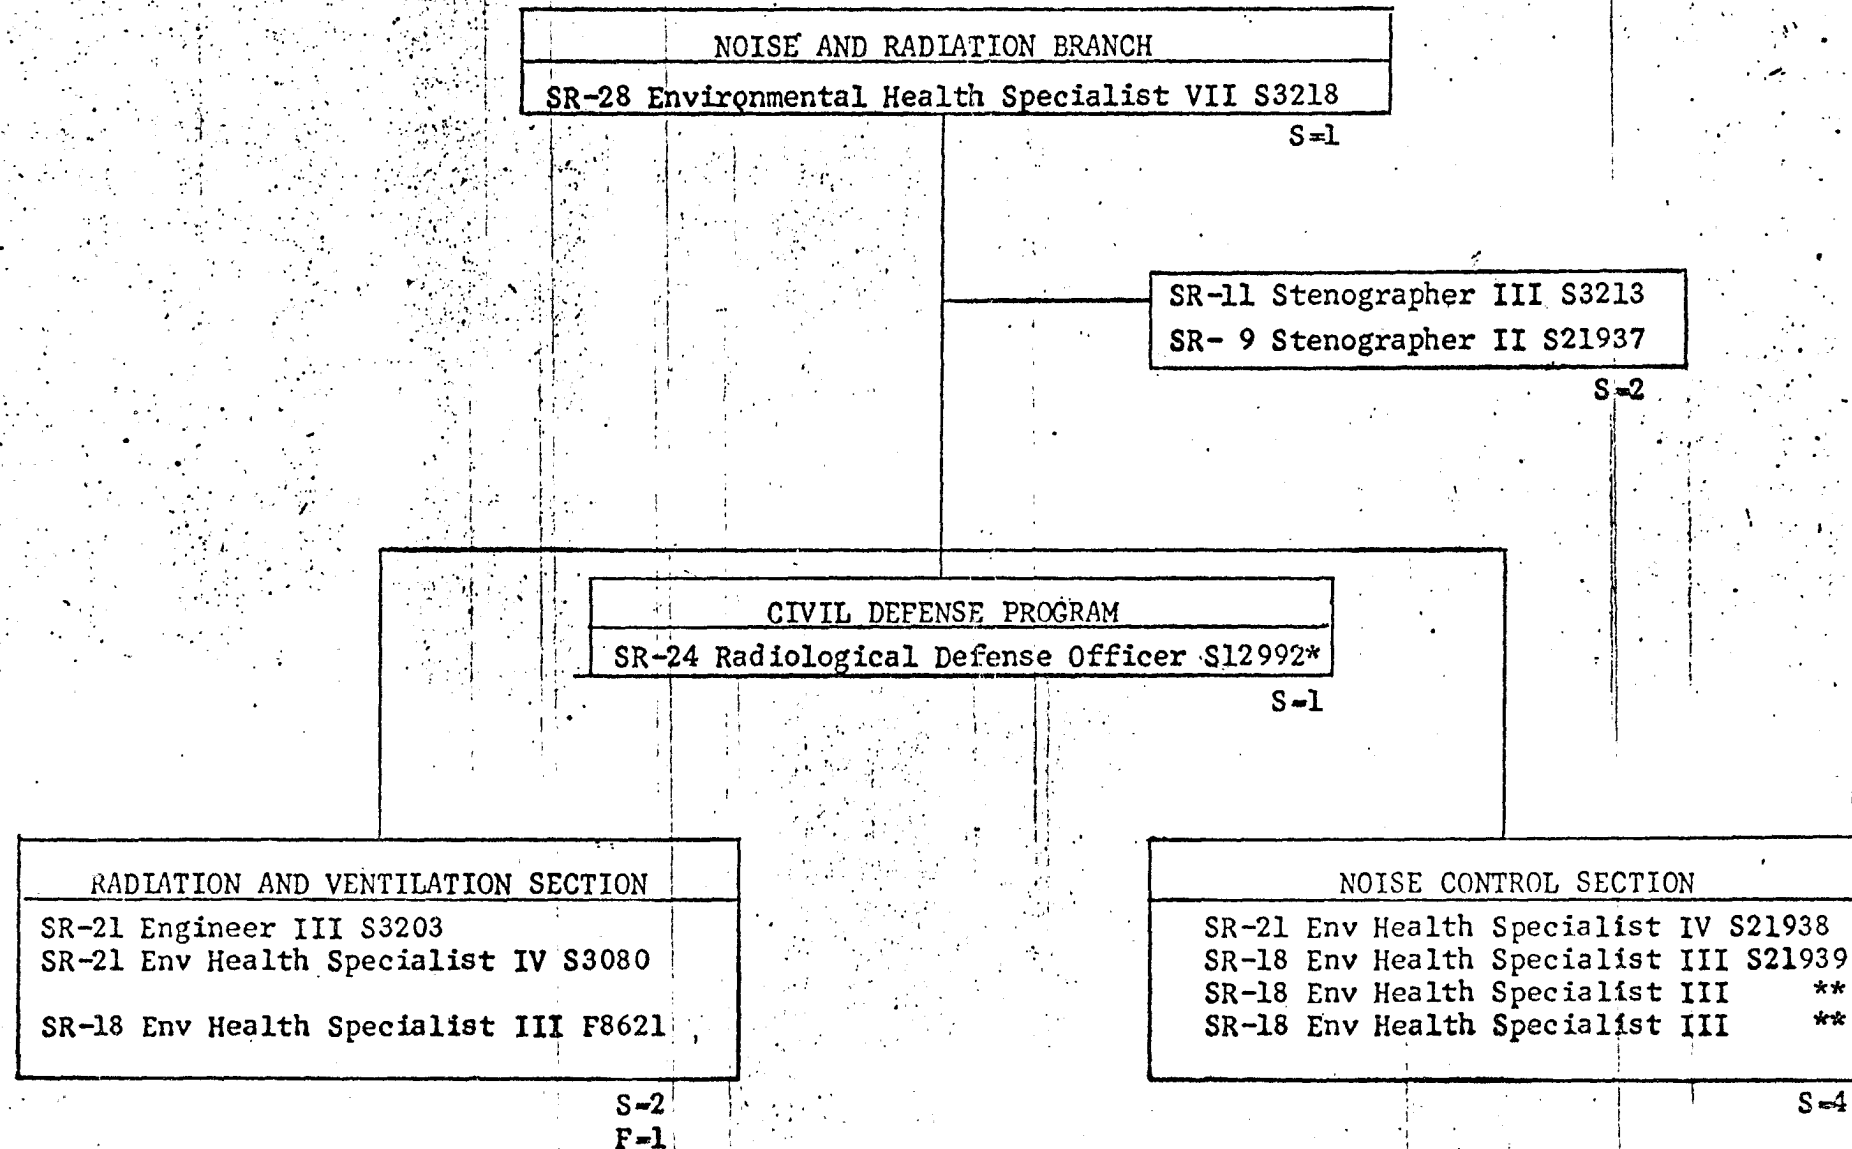 NOISE AND RADIATION BRANCH
SR-28 Environmental Health Specialist VII S3218
S=1
SR-11 Stenographer III S3213
SR- 9 Stenographer II S21937
S=2
CIVIL DEFENSE PROGRAM
SR-24 Radiological Defense Officer S12992*
S=1
RADIATION AND VENTILATION SECTION
SR-21 Engineer III S3203
SR-21 Env Health Specialist IV S3080
SR-18 Env Health Specialist III F8621
S=2
F=1
NOISE CONTROL SECTION
SR-21 Env Health Specialist IV S21938
SR-18 Env Health Specialist III S21939
SR-18 Env Health Specialist III **
SR-18 Env Health Specialist III **
S=4